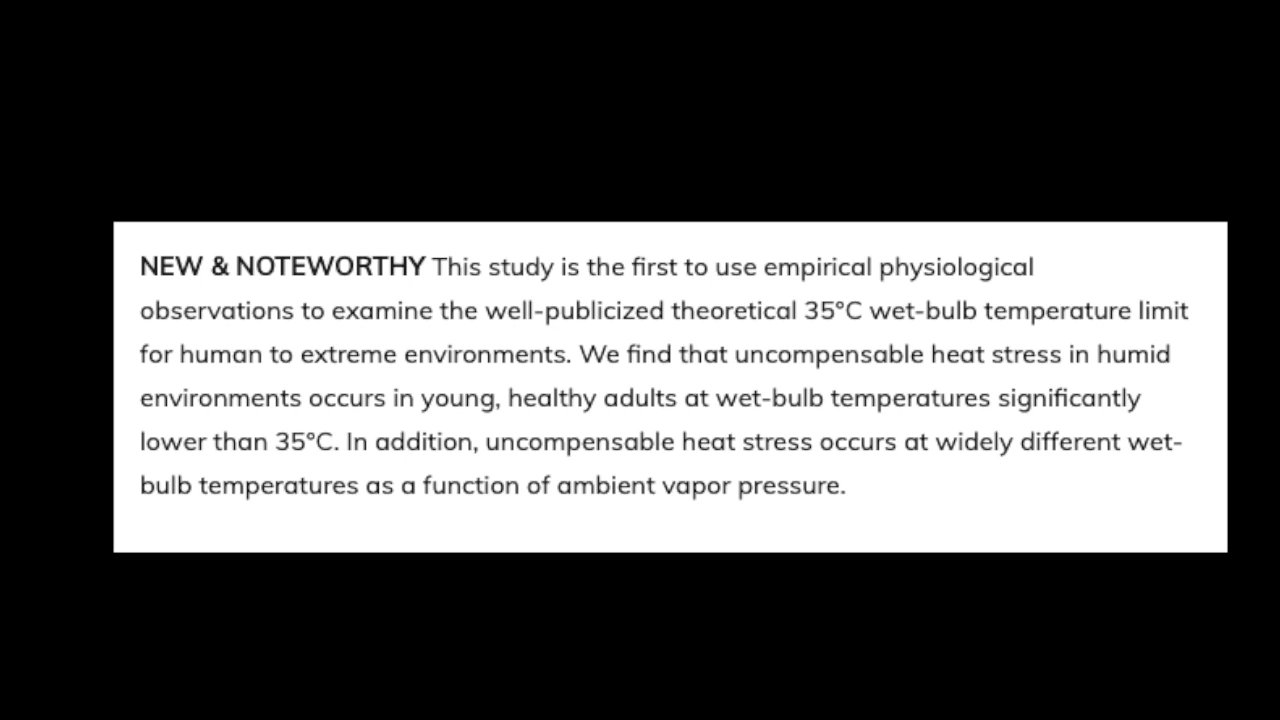 NEW & NOTEWORTHY This study is the first to use empirical physiological
observations to examine the well-publicized theoretical 35°C wet-bulb temperature limit
for human to extreme environments. We find that uncompensable heat stress in humid
environments occurs in young, healthy adults at wet-bulb temperatures significantly
lower than 35°C. In addition, uncompensable heat stress occurs at widely different wet-
bulb temperatures as a function of ambient vapor pressure.